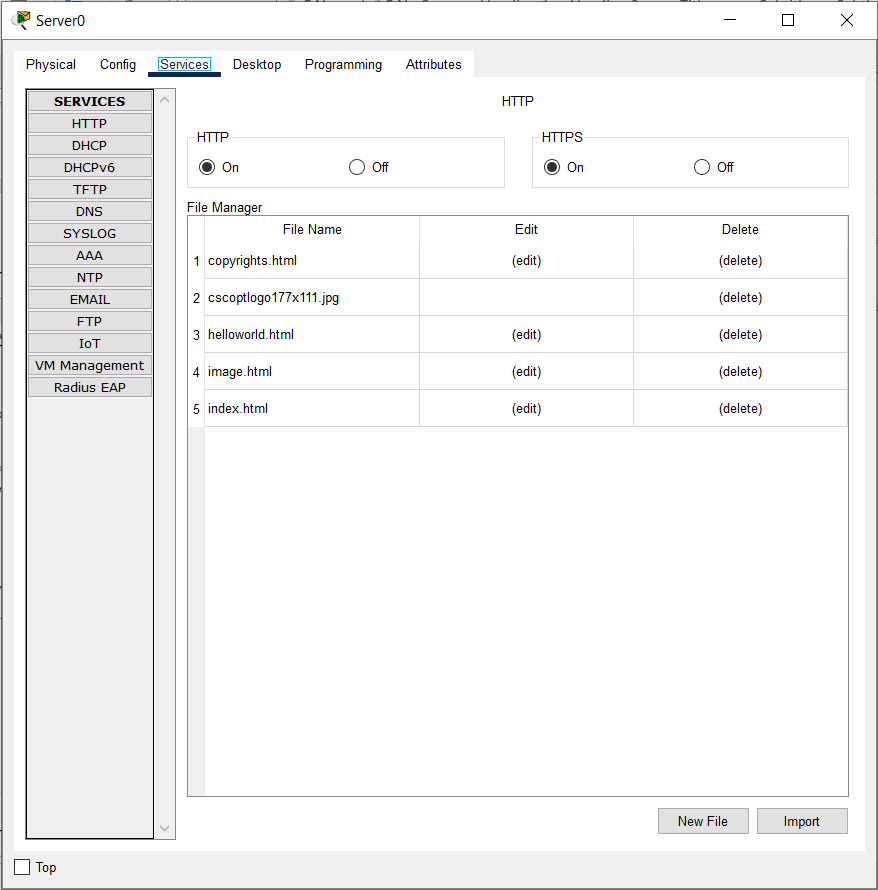 Server0
Physical Config Services Desktop Programming Attributes
SERVICES
HTTP
DHCP
DHCPv6
TFTP
DNS
SYSLOG
AAA
NTP
EMAIL
FTP
IoT
VM Management
Radius EAP
HTTP
HTTP
On Off
HTTPS
On Off
File Manager
File Name Edit Delete
1 copyrights.html (edit) (delete)
2 cscoptlogo177x111.jpg (delete)
3 helloworld.html (edit) (delete)
4 image.html (edit) (delete)
5 index.html (edit) (delete)
New File Import
Top